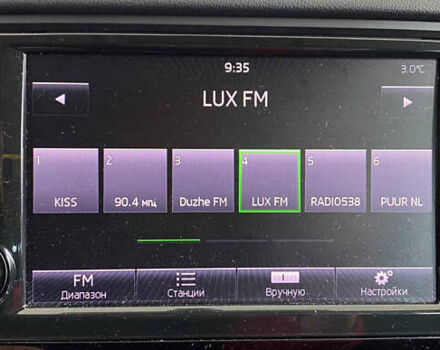 9:35
3.0°C
LUX FM
1
KISS
2
90.4 мпц
3
Duzhe FM
4
LUX FM
5
RADIO538
6
PUUR NL
FM
Диапазон
Станции
Вручную
Настройки